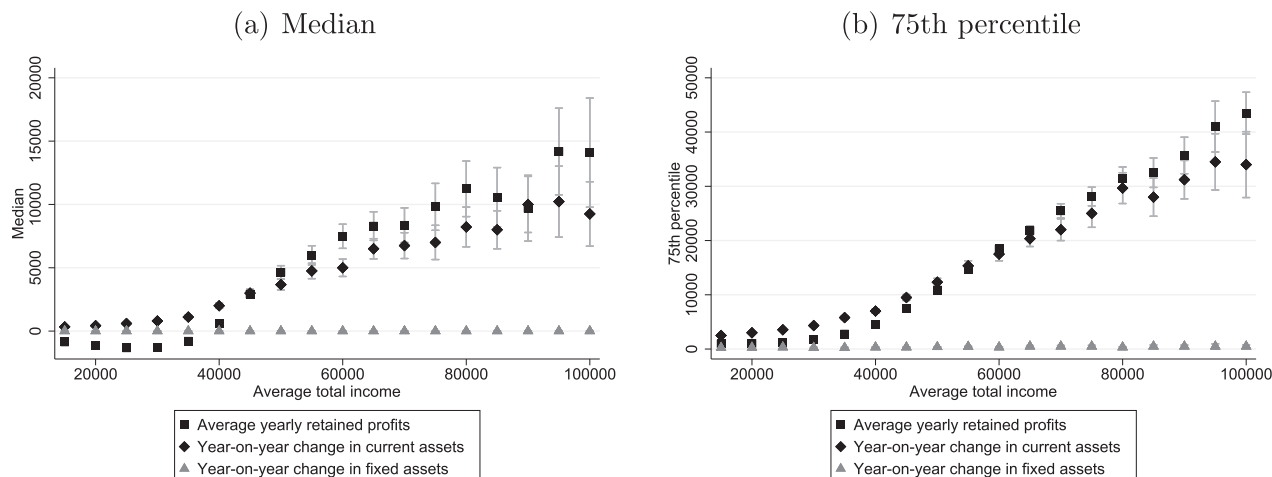 (a) Median
20000
15000
10000
5000
0
Median
20000 40000 60000 80000 100000
Average total income
Average yearly retained profits
Year-on-year change in current assets
Year-on-year change in fixed assets
(b) 75th percentile
50000
40000
30000
20000
10000
0
75th percentile
20000 40000 60000 80000 100000
Average total income
Average yearly retained profits
Year-on-year change in current assets
Year-on-year change in fixed assets